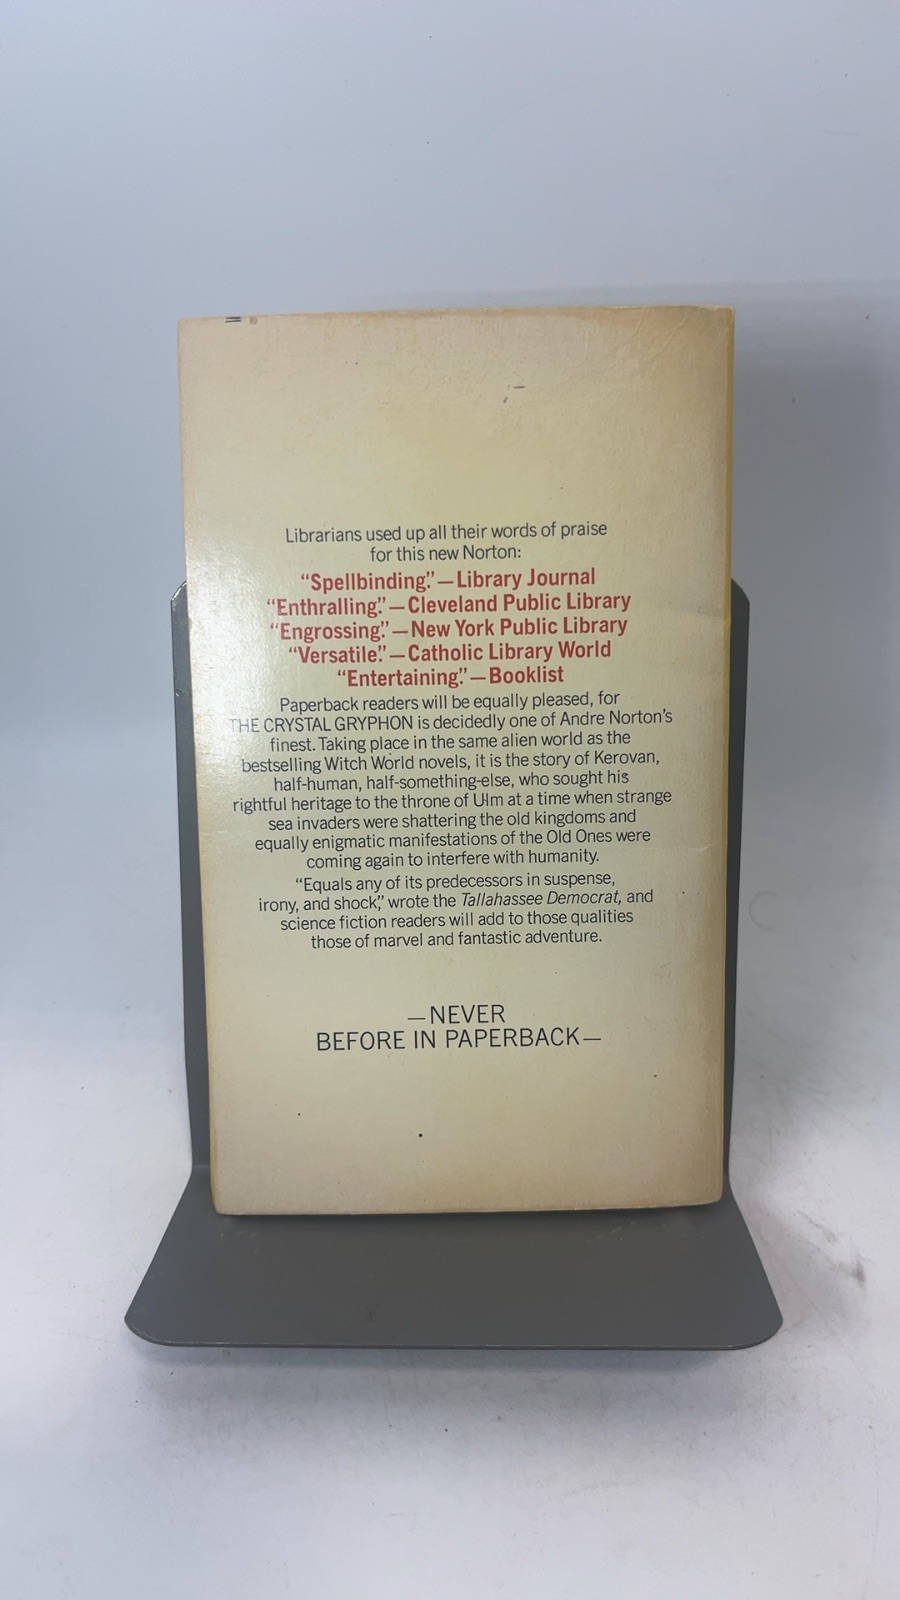 Librarians used up all their words of praise
for this new Norton:
“Spellbinding.”—Library Journal
“Enthralling.”—Cleveland Public Library
“Engrossing.”—New York Public Library
“Versatile.”—Catholic Library World
“Entertaining.”—Booklist
Paperback readers will be equally pleased, for
THE CRYSTAL GRYPHON is decidedly one of Andre Norton’s
finest. Taking place in the same alien world as the
bestselling Witch World novels, it is the story of Kerovan,
half-human, half-something-else, who sought his
rightful heritage to the throne of Ulm at a time when strange
sea invaders were shattering the old kingdoms and
equally enigmatic manifestations of the Old Ones were
coming again to interfere with humanity.
“Equals any of its predecessors in suspense,
irony, and shock,” wrote the Tallahassee Democrat, and
science fiction readers will add to those qualities
those of marvel and fantastic adventure.
—NEVER
BEFORE IN PAPERBACK—